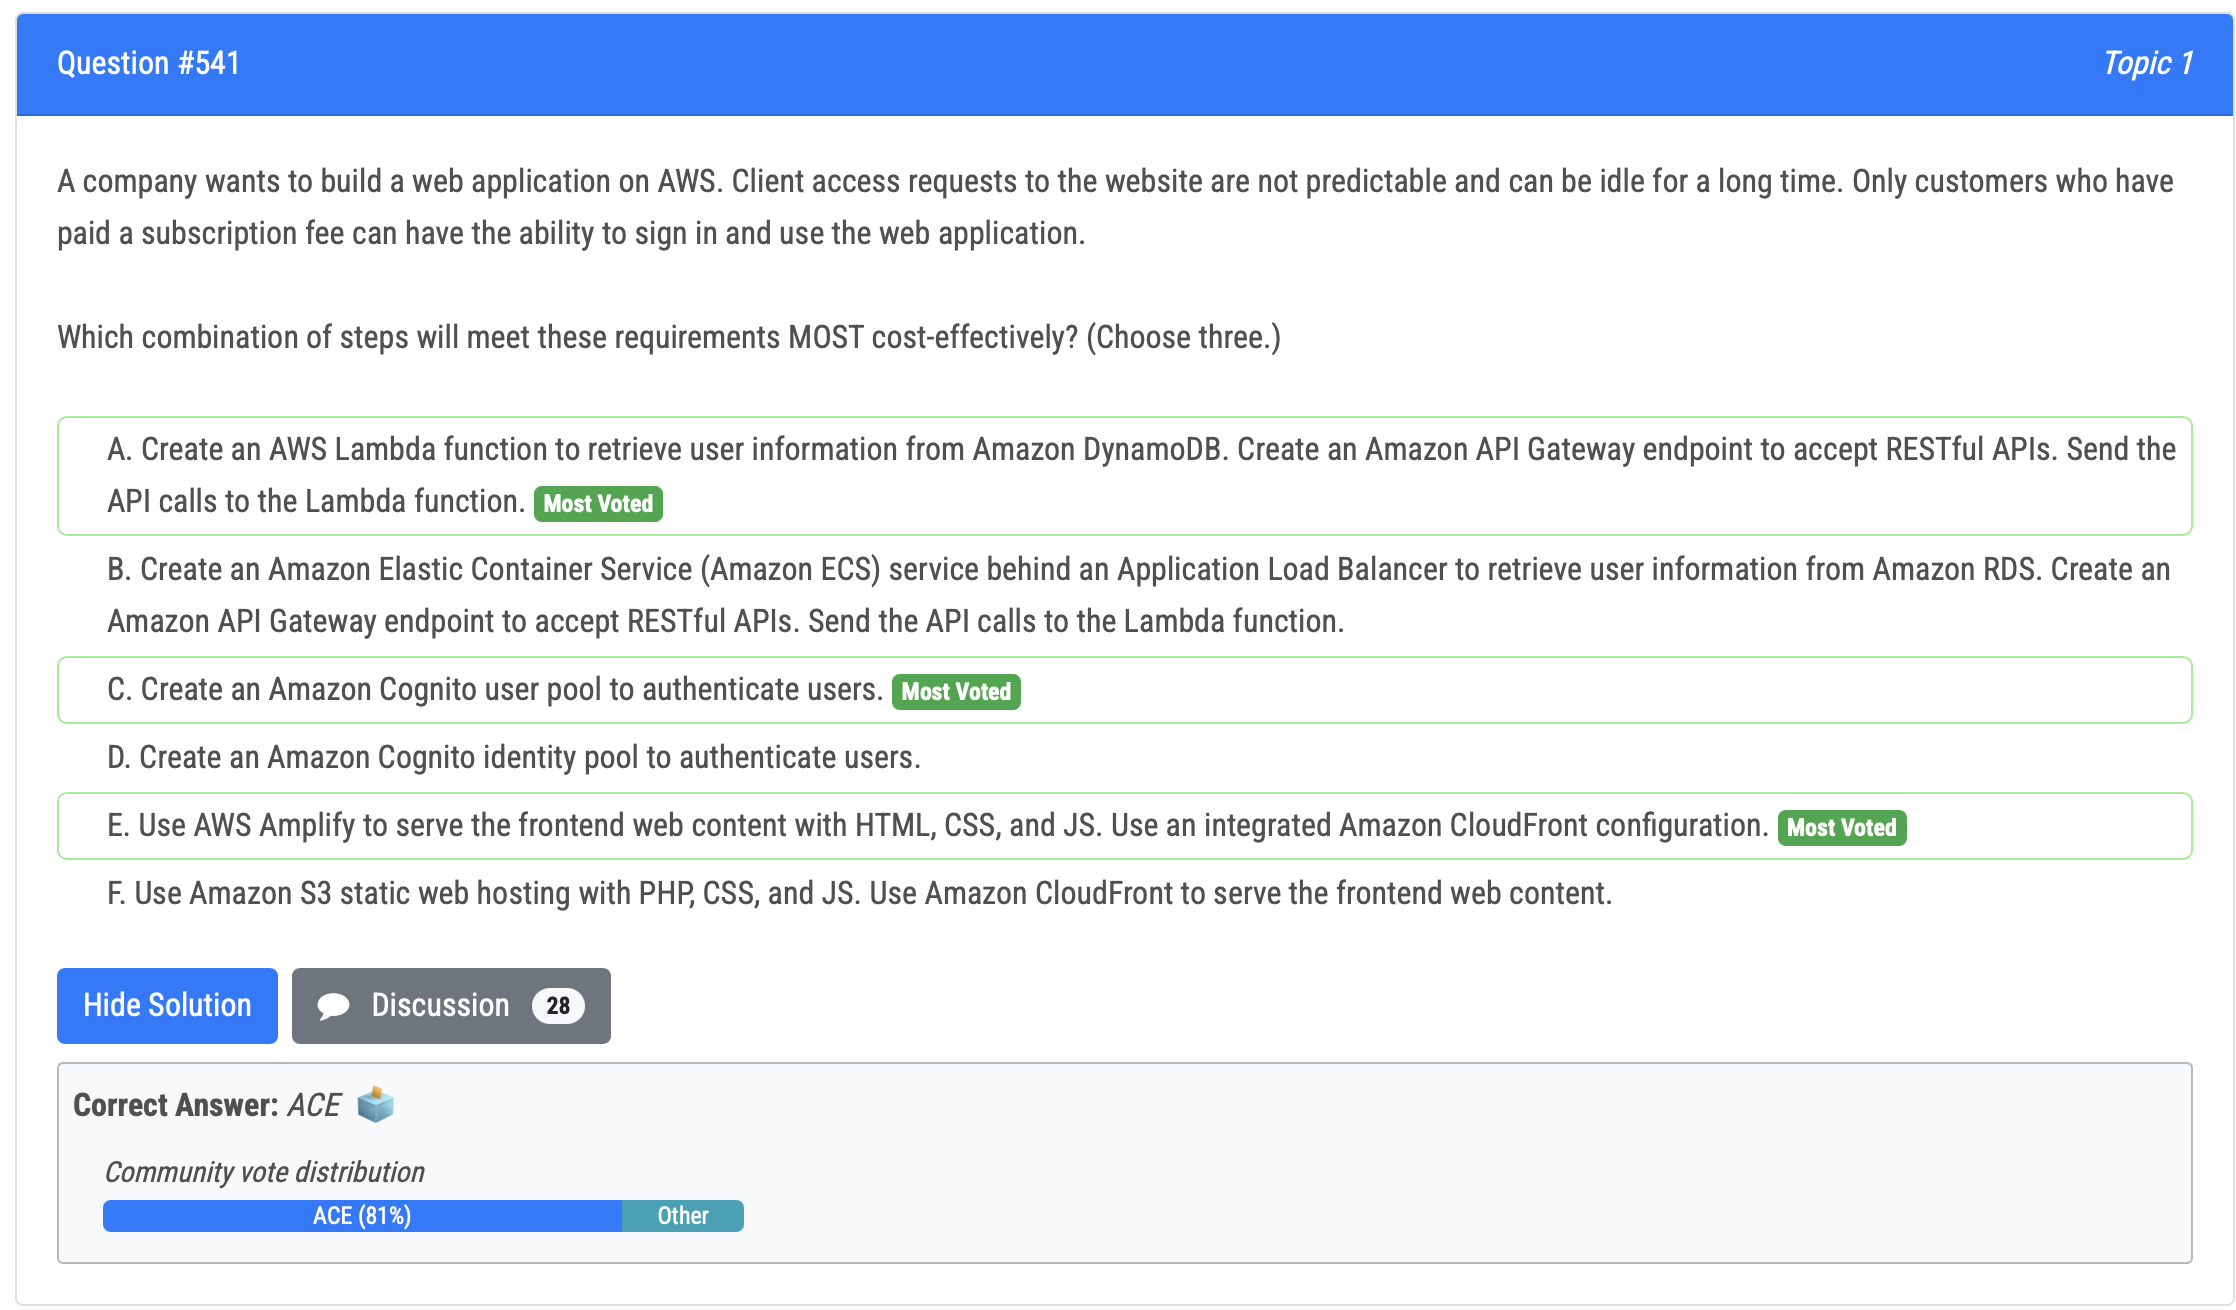 Question #541
Topic 1
A company wants to build a web application on AWS. Client access requests to the website are not predictable and can be idle for a long time. Only customers who have
paid a subscription fee can have the ability to sign in and use the web application.
Which combination of steps will meet these requirements MOST cost-effectively? (Choose three.)
A. Create an AWS Lambda function to retrieve user information from Amazon DynamoDB. Create an Amazon API Gateway endpoint to accept RESTful APIs. Send the
API calls to the Lambda function. Most Voted
B. Create an Amazon Elastic Container Service (Amazon ECS) service behind an Application Load Balancer to retrieve user information from Amazon RDS. Create an
Amazon API Gateway endpoint to accept RESTful APIs. Send the API calls to the Lambda function.
C. Create an Amazon Cognito user pool to authenticate users. Most Voted
D. Create an Amazon Cognito identity pool to authenticate users.
E. Use AWS Amplify to serve the frontend web content with HTML, CSS, and JS. Use an integrated Amazon CloudFront configuration. Most Voted
F. Use Amazon S3 static web hosting with PHP, CSS, and JS. Use Amazon CloudFront to serve the frontend web content.
Hide Solution
Discussion 28
Correct Answer: ACE
Community vote distribution
ACE (81%)
Other